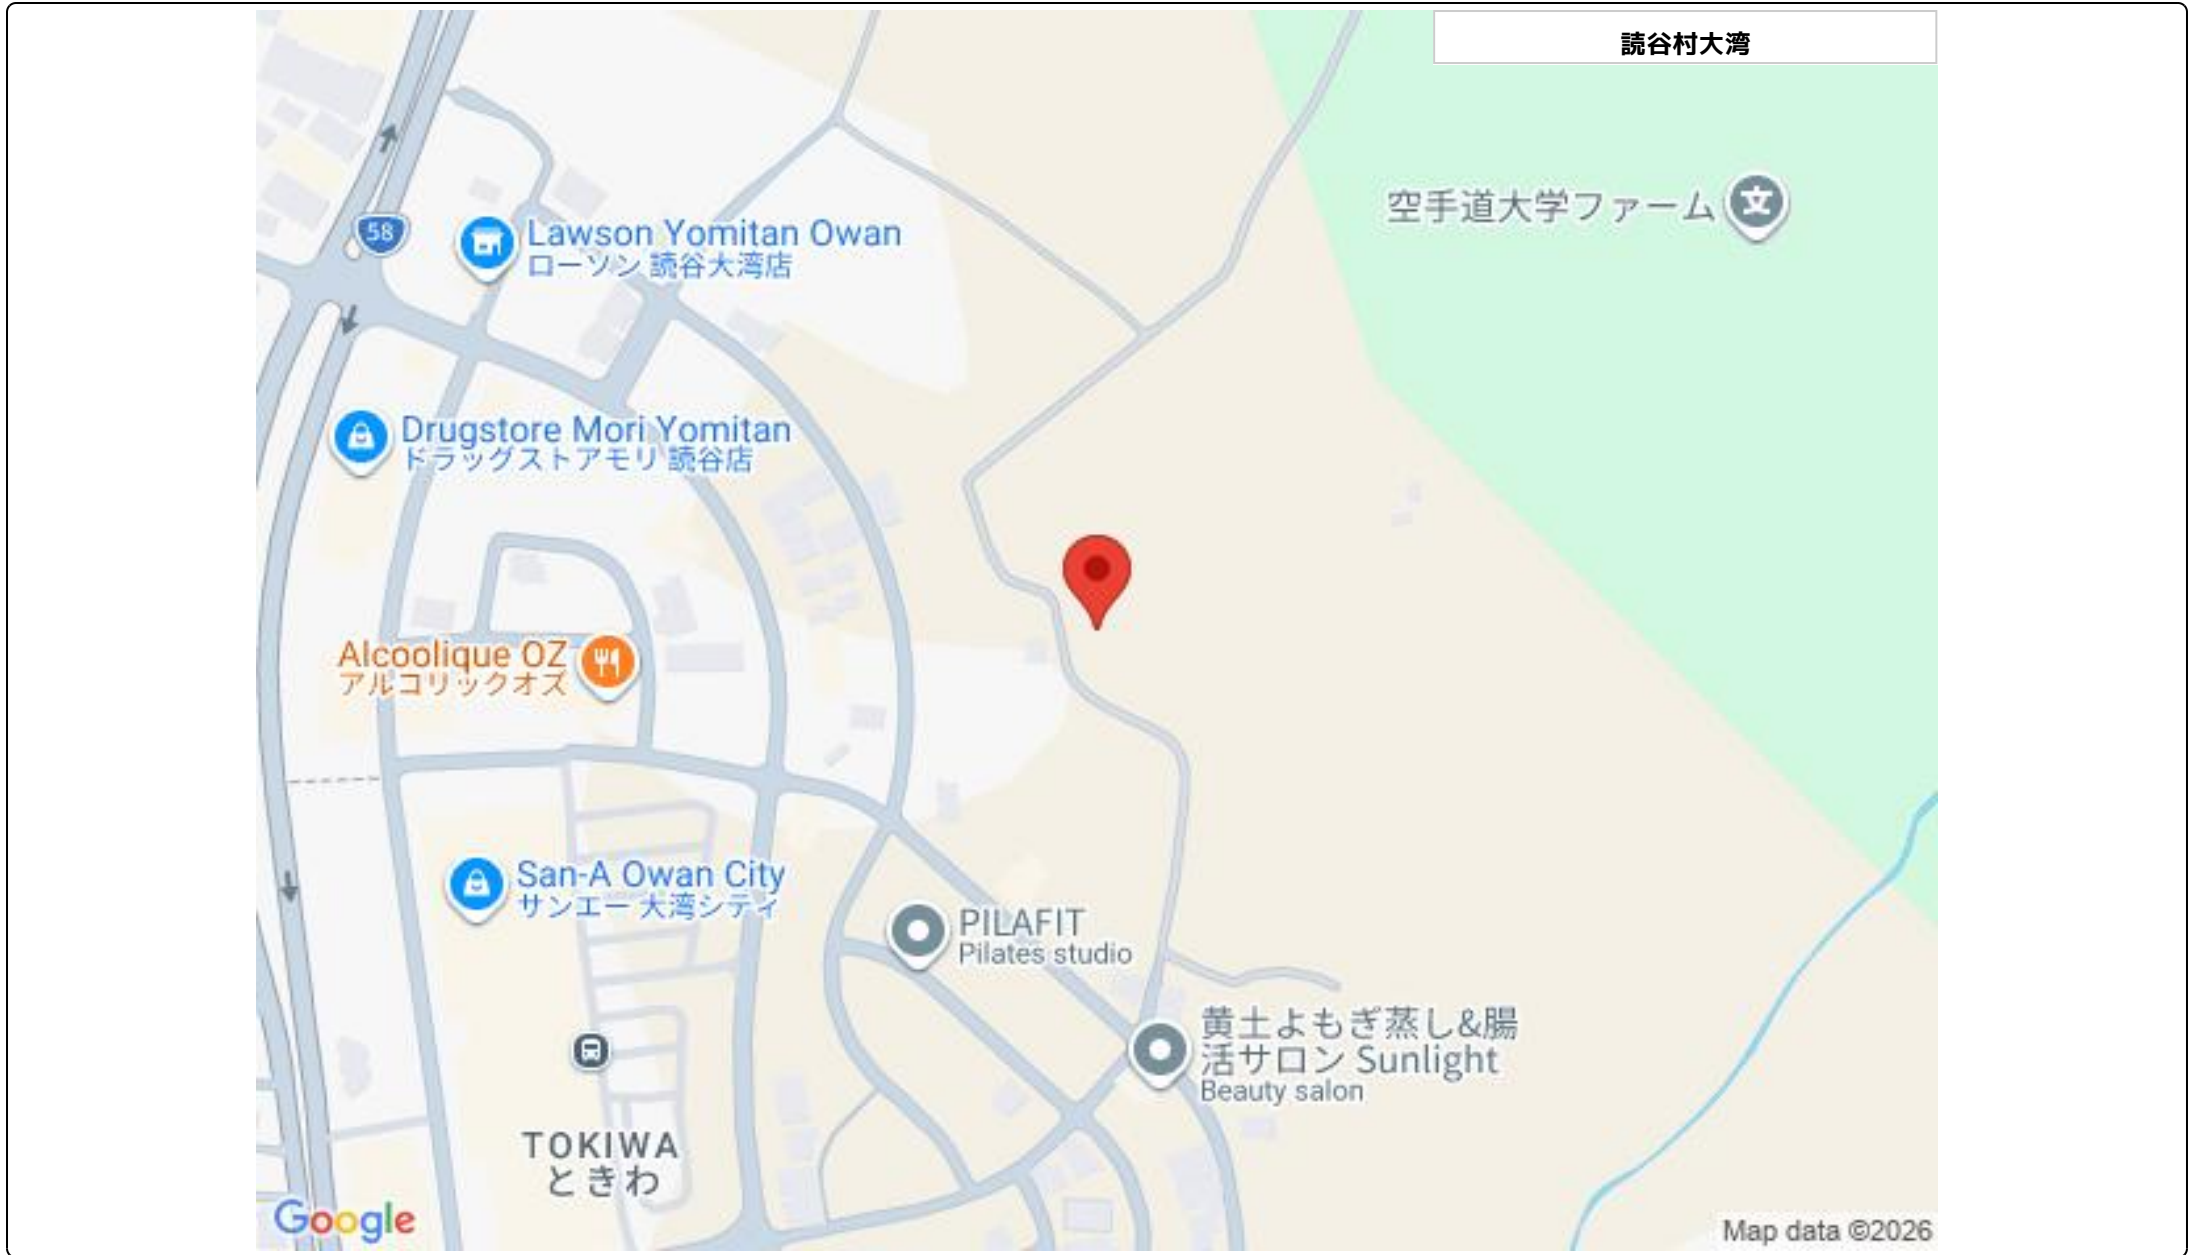 読谷村大湾
空手道大学ファーム
58
Lawson Yomitan Owan
ローソン 読谷大湾店
Drugstore Mori Yomitan
ドラッグストアモリ 読谷店
Alcoolique OZ
アルコリックオズ
San-A Owan City
サンエー 大湾シティ
PILAFIT
Pilates studio
黄土よもぎ蒸し&腸
活サロン Sunlight
Beauty salon
TOKIWA
ときわ
Google
Map data ©2026
文